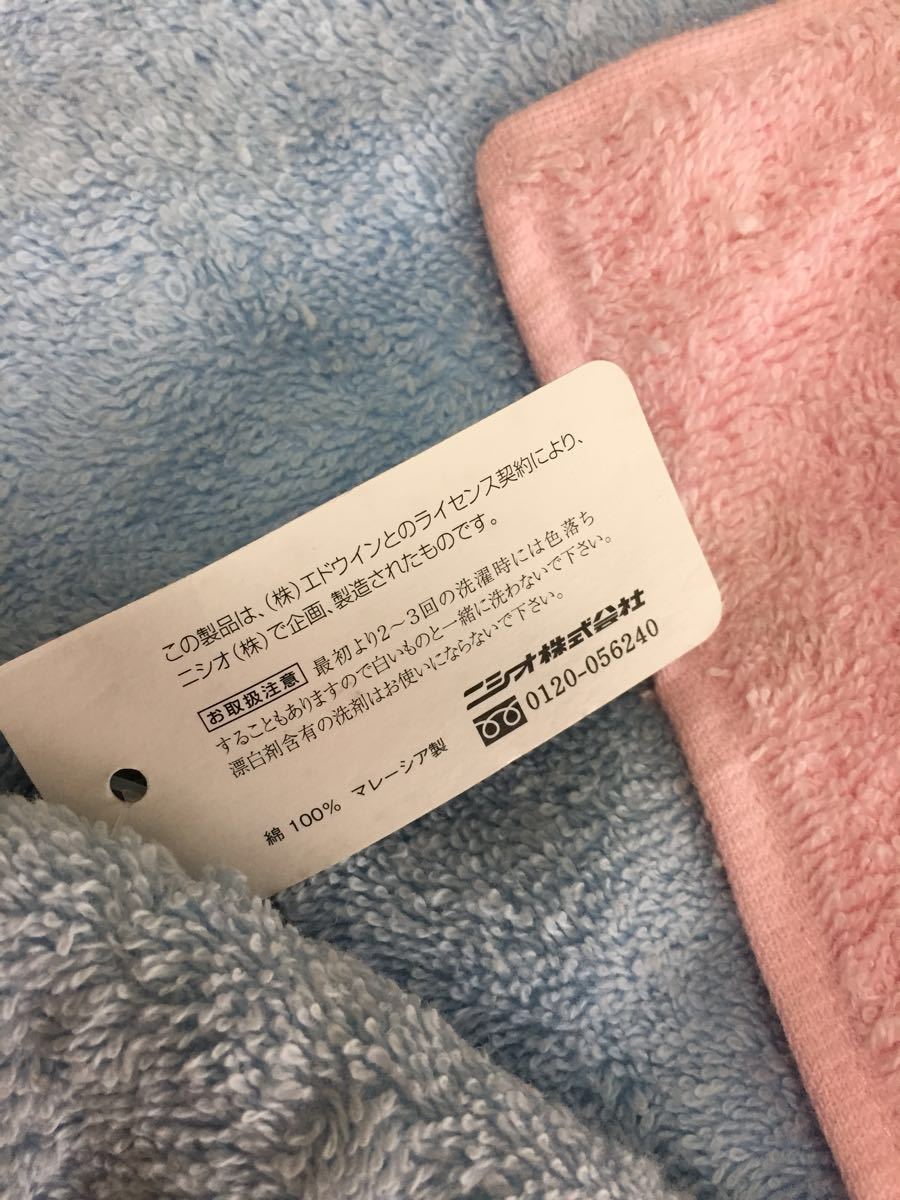 この製品は、(株)エドウインとのライセンス契約により、
ニシオ(株)で企画、製造されたものです。
お取扱注意 最初より2～3回の洗濯時には色落ち
することもありますので白いものと一緒に洗わないで下さい。
漂白剤含有の洗剤はお使いにならないで下さい。
ニシオ株式会社
0120-056240
綿 100% マレーシア製